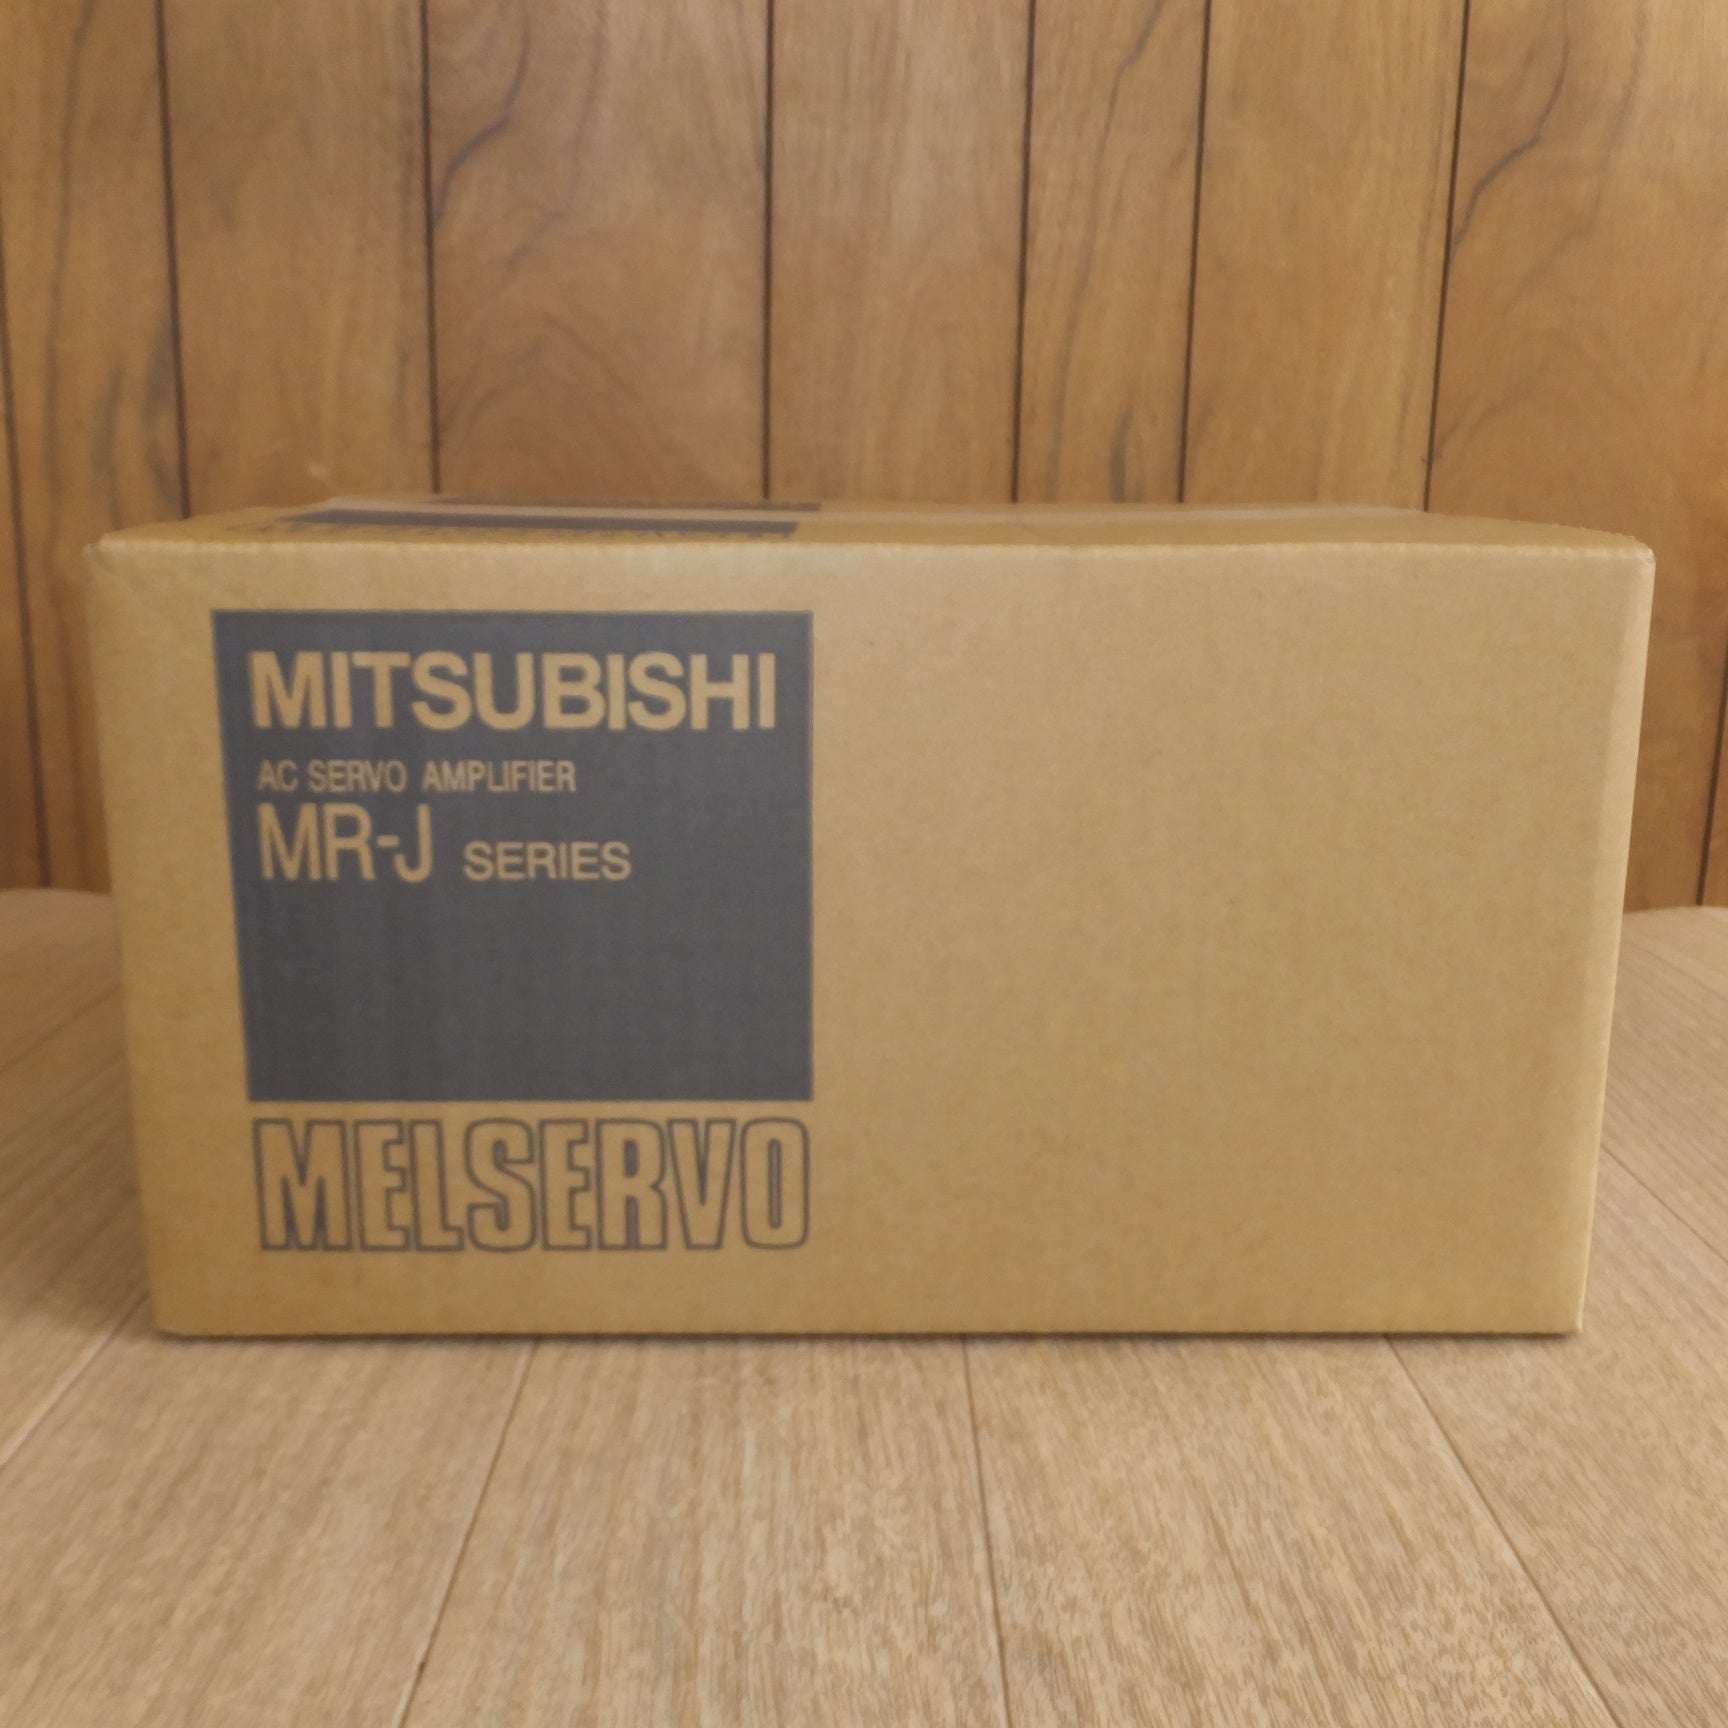 MITSUBISHI
AC SERVO AMPLIFIER
MR-J SERIES
MELSERVO